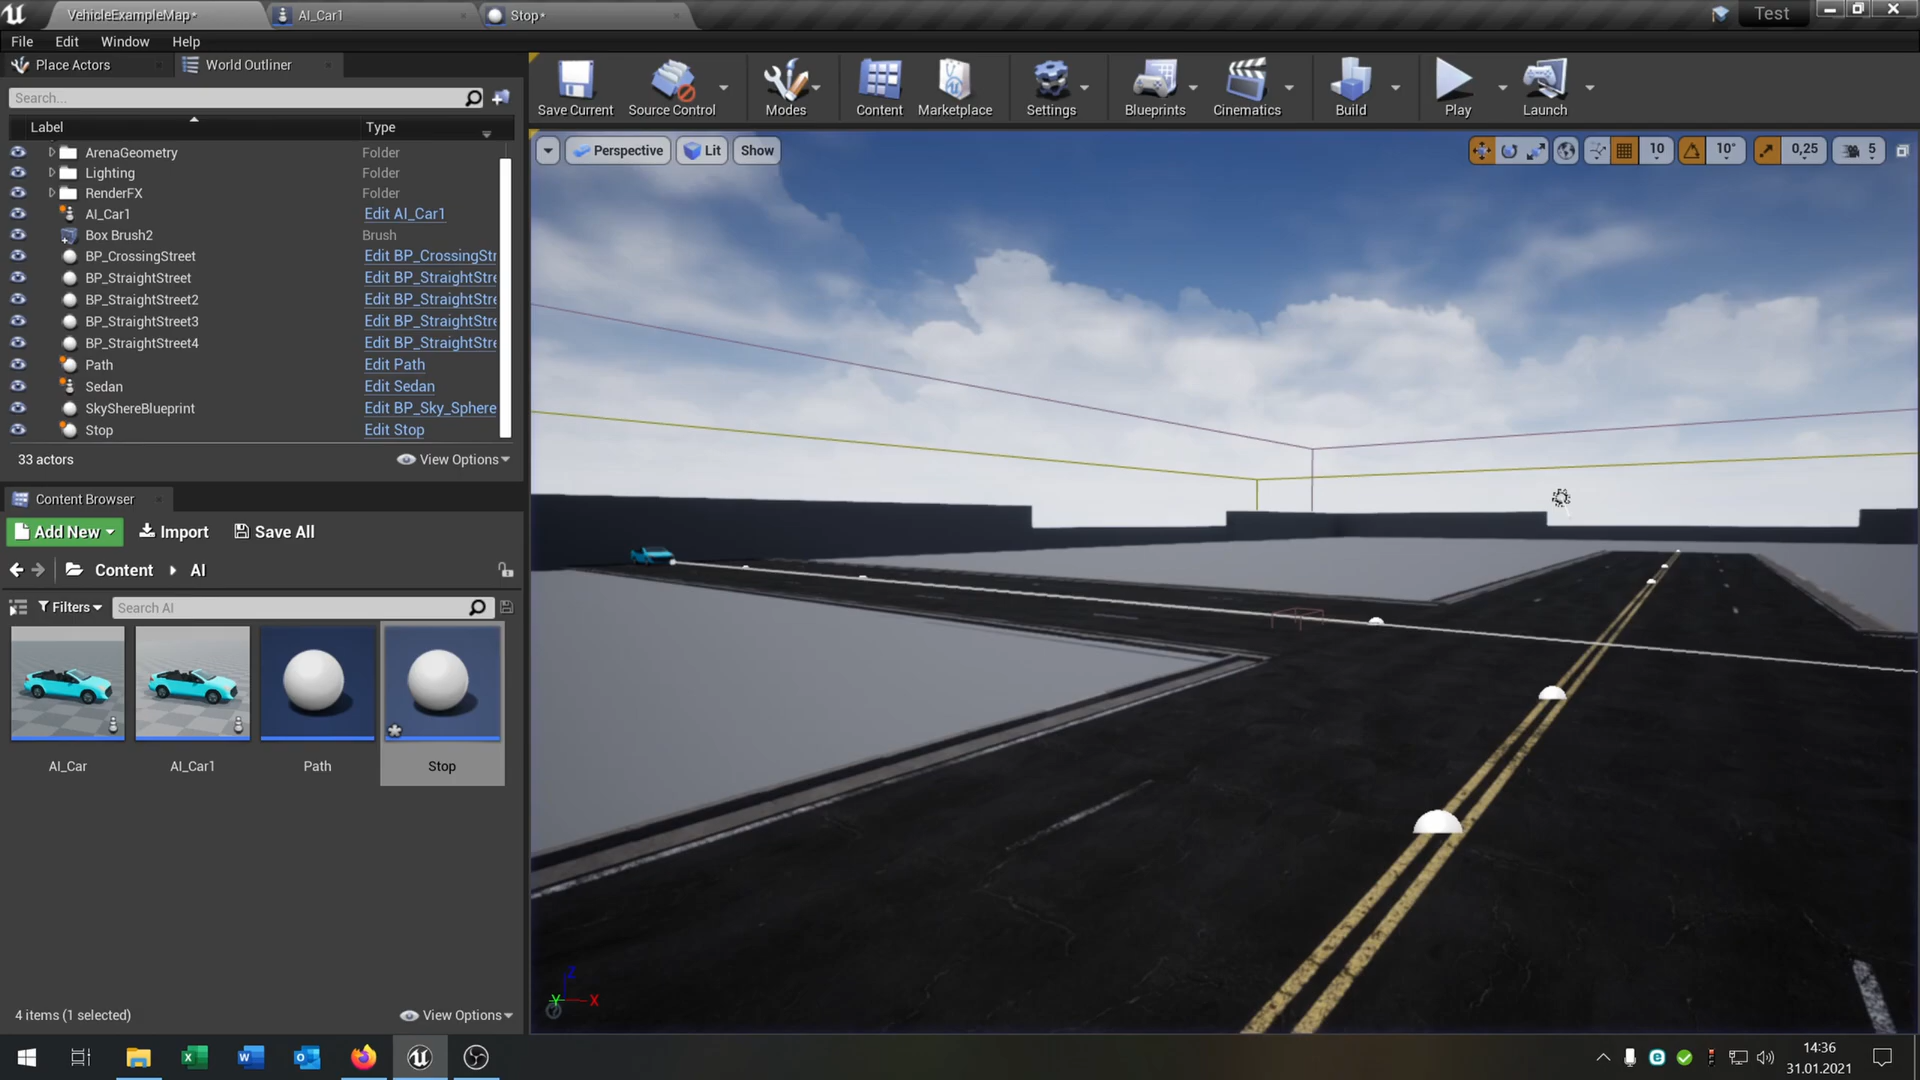 VehicleExampleMap*
AI_Car1
Stop*
Test
File Edit Window Help
Place Actors
World Outliner
Search...
Label Type
ArenaGeometry Folder
Lighting Folder
RenderFX Folder
AI_Car1 Edit AI_Car1
Box Brush2 Brush
BP_CrossingStreet Edit BP_CrossingStr
BP_StraightStreet Edit BP_StraightStre
BP_StraightStreet2 Edit BP_StraightStre
BP_StraightStreet3 Edit BP_StraightStre
BP_StraightStreet4 Edit BP_StraightStre
Path Edit Path
Sedan Edit Sedan
SkyShereBlueprint Edit BP_Sky_Sphere
Stop Edit Stop
33 actors
View Options
Save Current
Source Control
Modes
Content
Marketplace
Settings
Blueprints
Cinematics
Build
Play
Launch
Perspective
Lit
Show
10
10°
0,25
5
Content Browser
Add New
Import
Save All
Content
AI
Filters
Search AI
AI_Car
AI_Car1
Path
Stop
4 items (1 selected)
View Options
Z
Y
X
14:36
31.01.2021